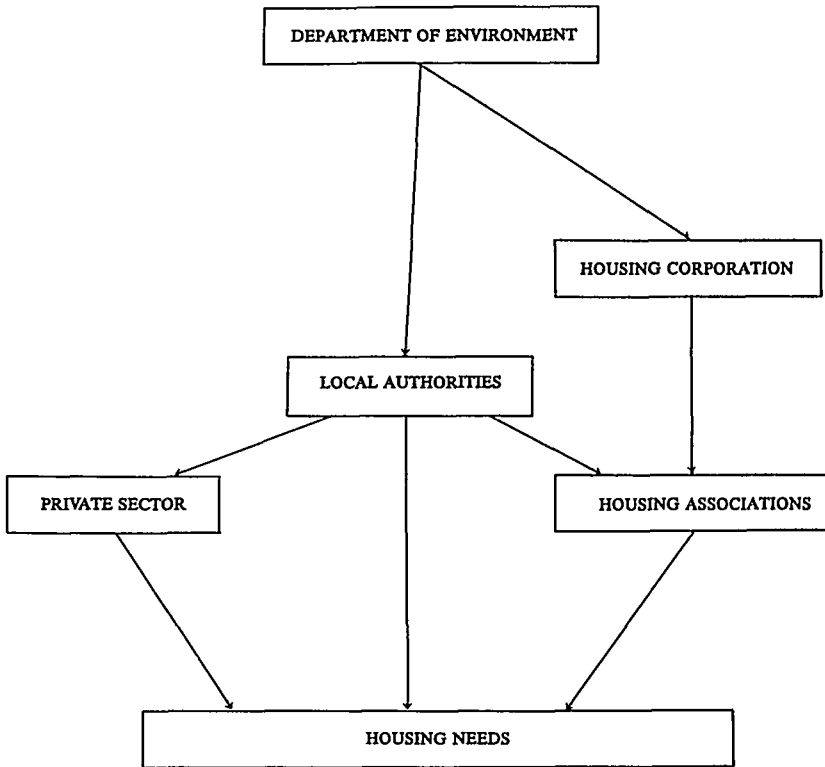 DEPARTMENT OF ENVIRONMENT
HOUSING CORPORATION
LOCAL AUTHORITIES
PRIVATE SECTOR
HOUSING ASSOCIATIONS
HOUSING NEEDS